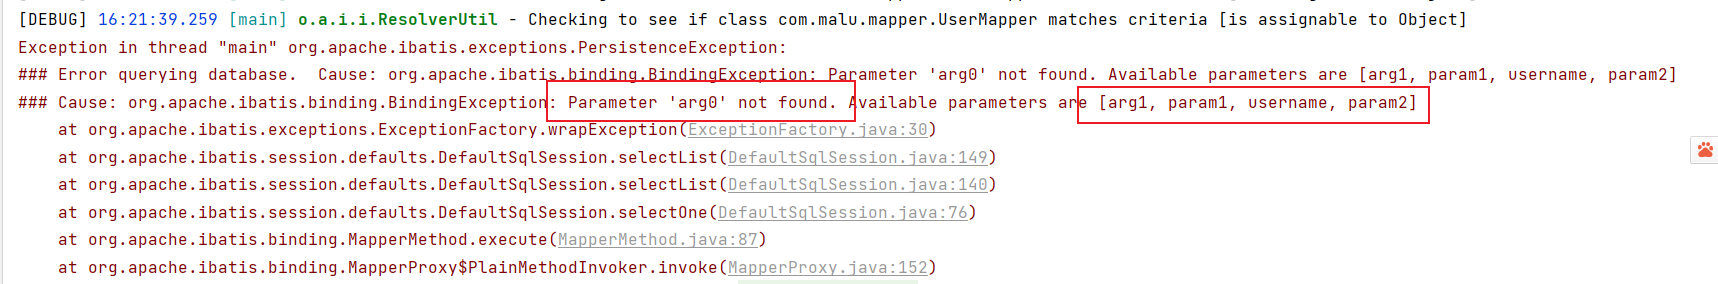 [DEBUG] 16:21:39.259 [main] o.a.i.i.ResolverUtil - Checking to see if class com.malu.mapper.UserMapper matches criteria [is assignable to Object]
Exception in thread "main" org.apache.ibatis.exceptions.PersistenceException:
### Error querying database.  Cause: org.apache.ibatis.binding.BindingException: Parameter 'arg0' not found. Available parameters are [arg1, param1, username, param2]
### Cause: org.apache.ibatis.binding.BindingException: Parameter 'arg0' not found. Available parameters are [arg1, param1, username, param2]
    at org.apache.ibatis.exceptions.ExceptionFactory.wrapException(ExceptionFactory.java:30)
    at org.apache.ibatis.session.defaults.DefaultSqlSession.selectList(DefaultSqlSession.java:149)
    at org.apache.ibatis.session.defaults.DefaultSqlSession.selectList(DefaultSqlSession.java:140)
    at org.apache.ibatis.session.defaults.DefaultSqlSession.selectOne(DefaultSqlSession.java:76)
    at org.apache.ibatis.binding.MapperMethod.execute(MapperMethod.java:87)
    at org.apache.ibatis.binding.MapperProxy$PlainMethodInvoker.invoke(MapperProxy.java:152)